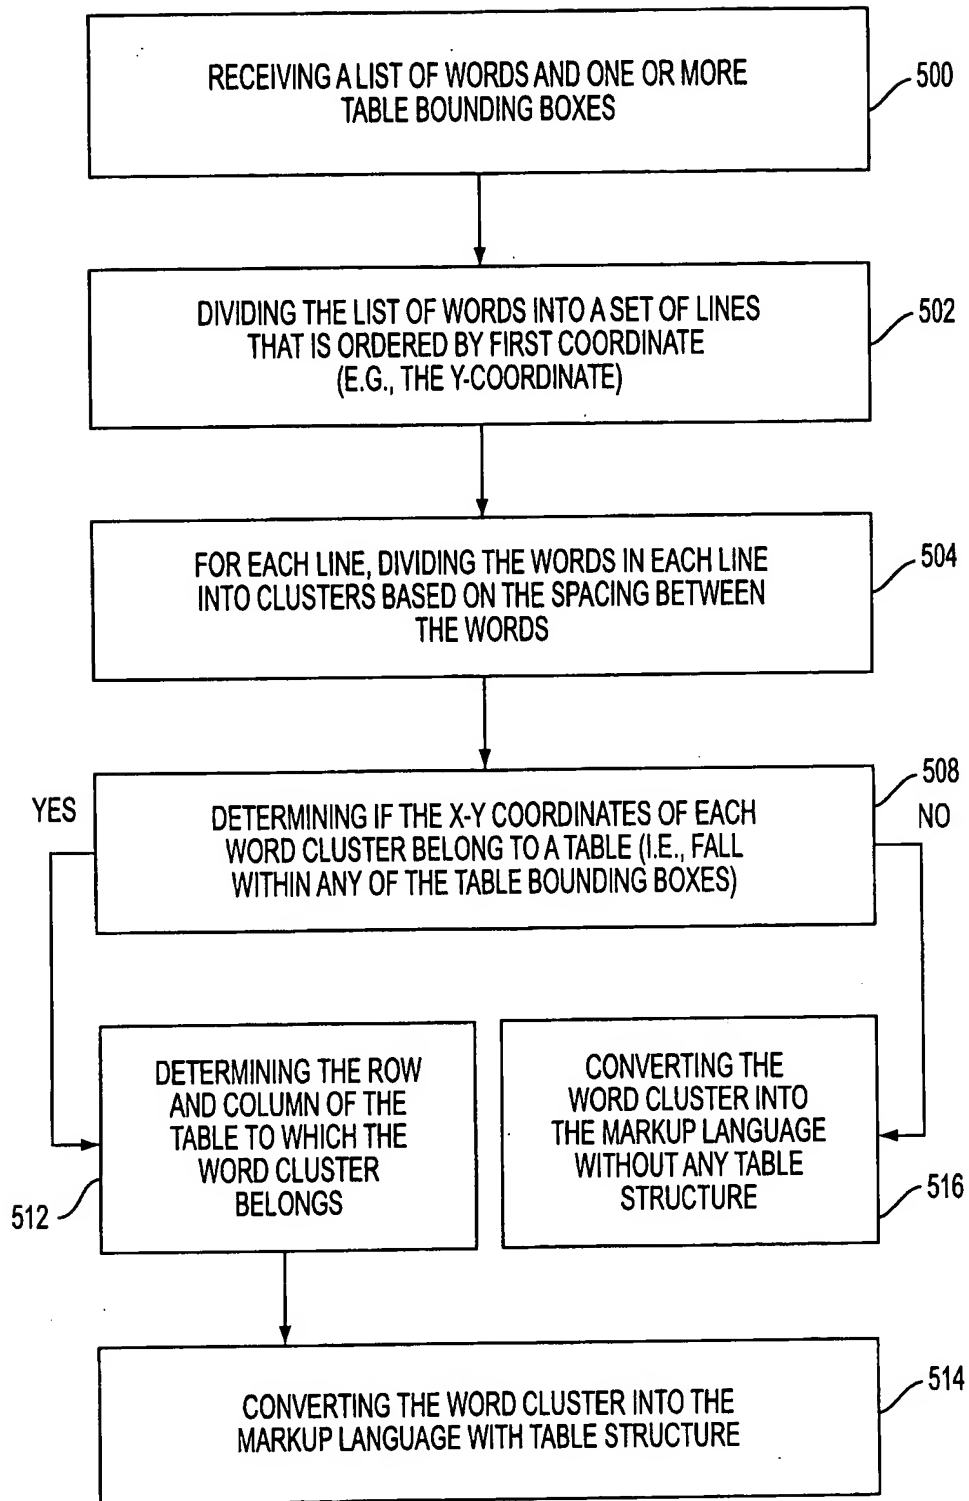 RECEIVING A LIST OF WORDS AND ONE OR MORE
TABLE BOUNDING BOXES
500
DIVIDING THE LIST OF WORDS INTO A SET OF LINES
THAT IS ORDERED BY FIRST COORDINATE
(E.G., THE Y-COORDINATE)
502
FOR EACH LINE, DIVIDING THE WORDS IN EACH LINE
INTO CLUSTERS BASED ON THE SPACING BETWEEN
THE WORDS
504
YES
DETERMINING IF THE X-Y COORDINATES OF EACH
WORD CLUSTER BELONG TO A TABLE (I.E., FALL
WITHIN ANY OF THE TABLE BOUNDING BOXES)
508
NO
DETERMINING THE ROW
AND COLUMN OF THE
TABLE TO WHICH THE
WORD CLUSTER
BELONGS
512
CONVERTING THE
WORD CLUSTER INTO
THE MARKUP LANGUAGE
WITHOUT ANY TABLE
STRUCTURE
516
CONVERTING THE WORD CLUSTER INTO THE
MARKUP LANGUAGE WITH TABLE STRUCTURE
514